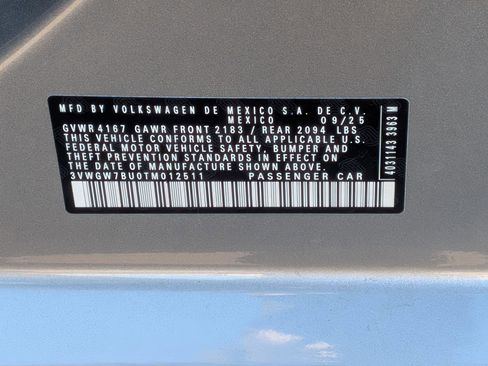 MFD BY VOLKSWAGEN DE MEXICO S.A. DE C.V.
MEXICO 09/25
GVWR 4167 GAWR FRONT 2183 / REAR 2094 LBS
THIS VEHICLE CONFORMS TO ALL APPLICABLE U.S.
FEDERAL MOTOR VEHICLE SAFETY, BUMPER AND
THEFT PREVENTION STANDARDS IN EFFECT ON
THE DATE OF MANUFACTURE SHOWN ABOVE.
3VWGW7BU0TM012511 PASSENGER CAR
4031143 3963 M